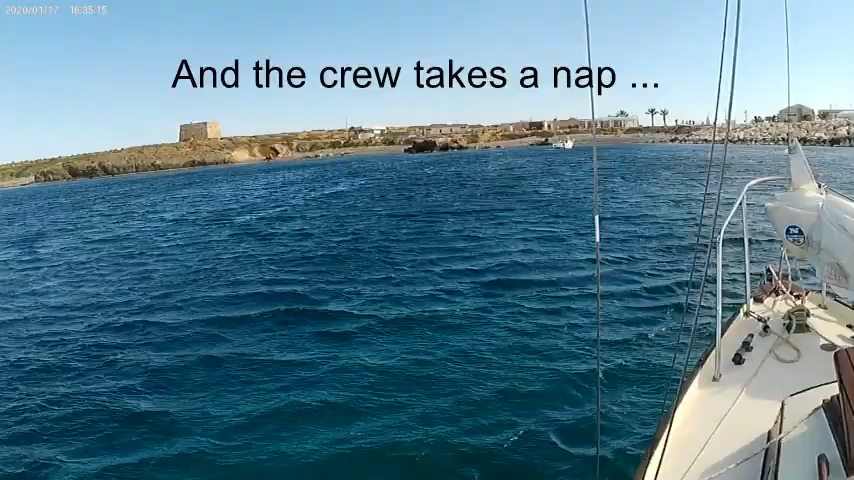 2020/01/17 16:35:15
And the crew takes a nap ...
N